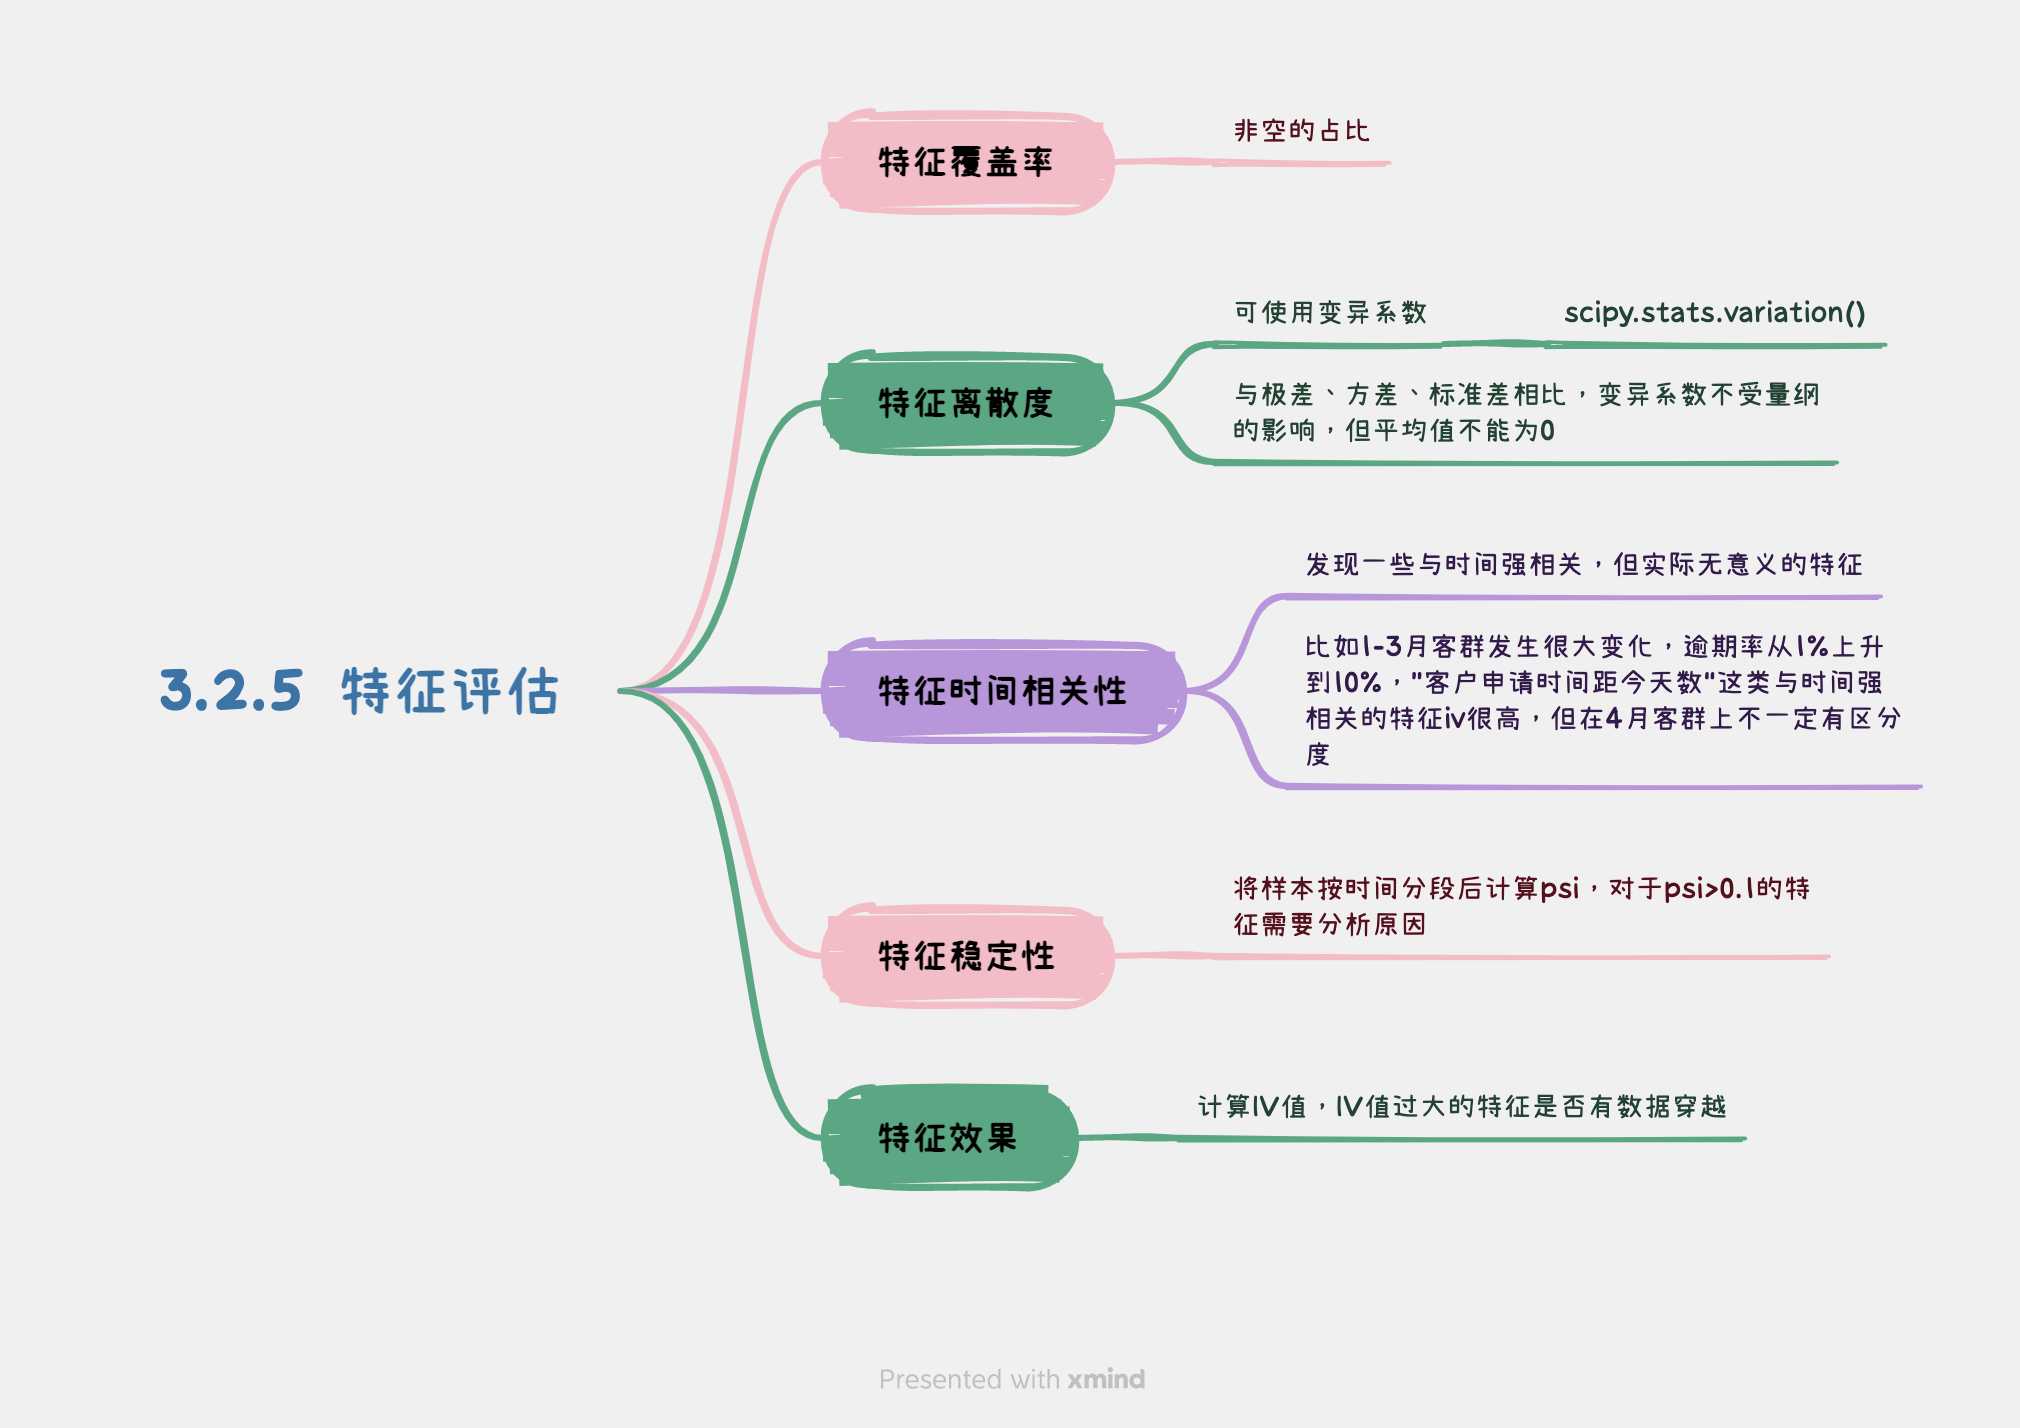 3.2.5 特征评估
特征覆盖率
非空的占比
特征离散度
可使用变异系数
scipy.stats.variation()
与极差、方差、标准差相比，变异系数不受量纲
的影响，但平均值不能为0
特征时间相关性
发现一些与时间强相关，但实际无意义的特征
比如1-3月客群发生很大变化，逾期率从1%上升
到10%，"客户申请时间距今天数"这类与时间强
相关的特征iv很高，但在4月客群上不一定有区分
度
特征稳定性
将样本按时间分段后计算psi，对于psi>0.1的特
征需要分析原因
特征效果
计算IV值，IV值过大的特征是否有数据穿越
Presented with xmind